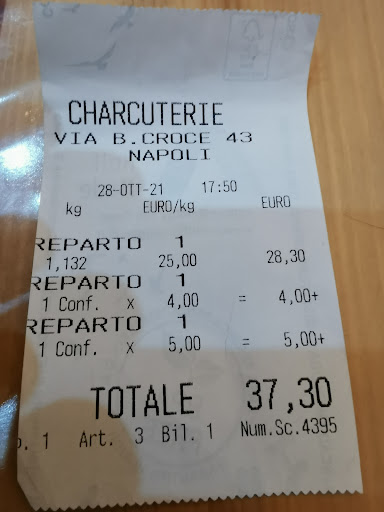 CHARCUTERIE
VIA B.CROCE 43
NAPOLI
28-OTT-21 17:50
kg EURO/kg EURO
REPARTO 1
1,132 25,00 28,30
REPARTO 1
1 Conf. x 4,00 = 4,00+
REPARTO 1
1 Conf. x 5,00 = 5,00+
TOTALE 37,30
. 1 Art. 3 Bil. 1 Num.Sc.4395